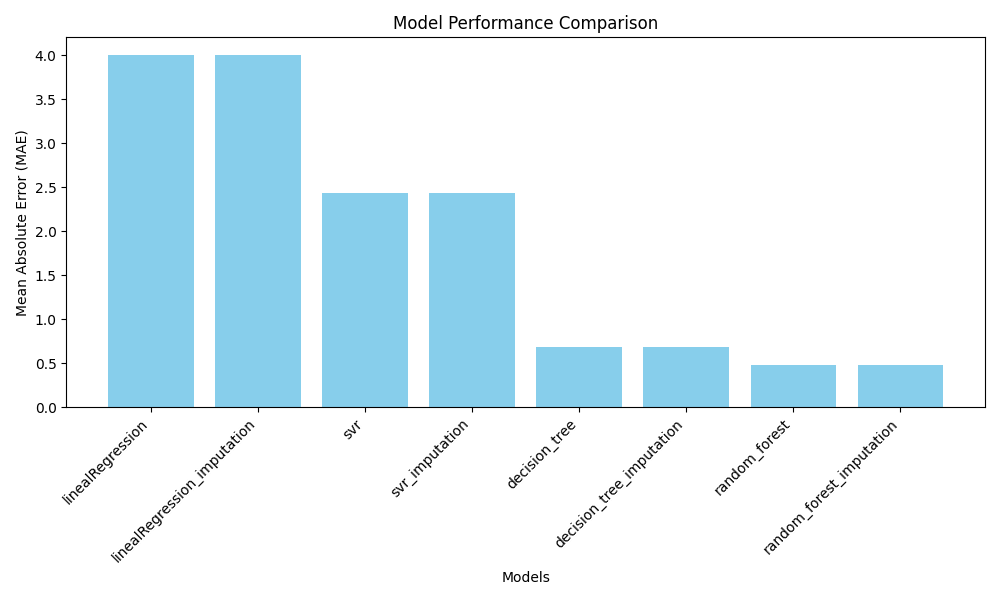 Model Performance Comparison
Mean Absolute Error (MAE)
4.0
3.5
3.0
2.5
2.0
1.5
1.0
0.5
0.0
linealRegression
linealRegression_imputation
svr
svr_imputation
decision_tree
decision_tree_imputation
random_forest
random_forest_imputation
Models